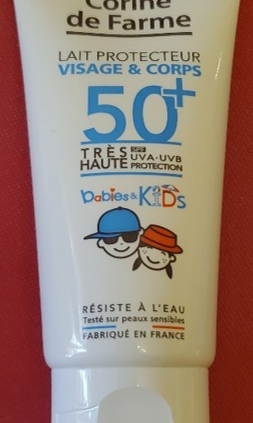 Corine
de Farme
LAIT PROTECTEUR
VISAGE & CORPS
50+
TRÈS HAUTE SPF UVA-UVB PROTECTION
babies & KiDs
RÉSISTE À L'EAU
Testé sur peaux sensibles
FABRIQUÉ EN FRANCE